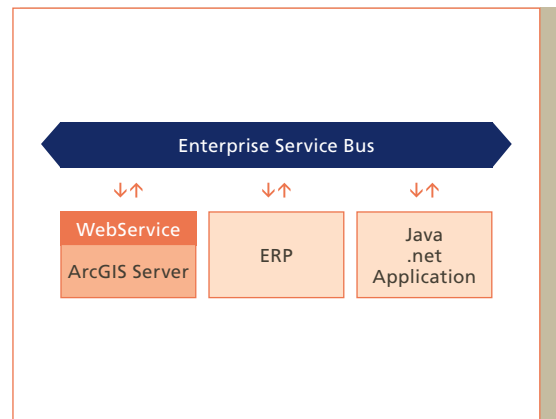 Enterprise Service Bus
WebService
ArcGIS Server
ERP
Java
.net
Application